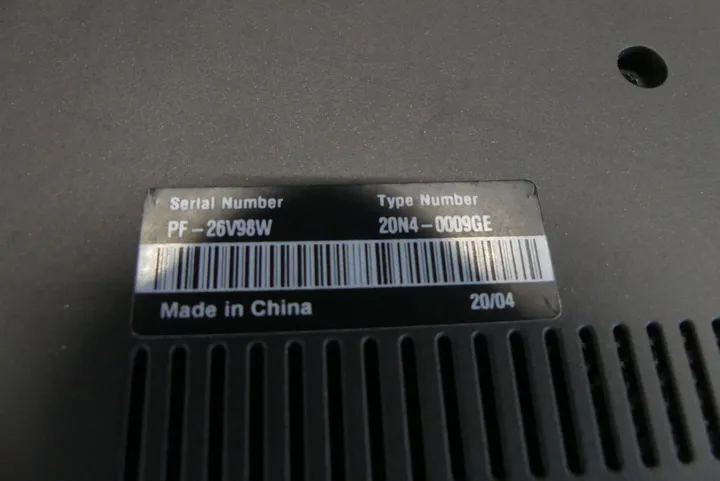 Serial Number Type Number
PF-26V98W 20N4-0009GE
Made in China 20/04